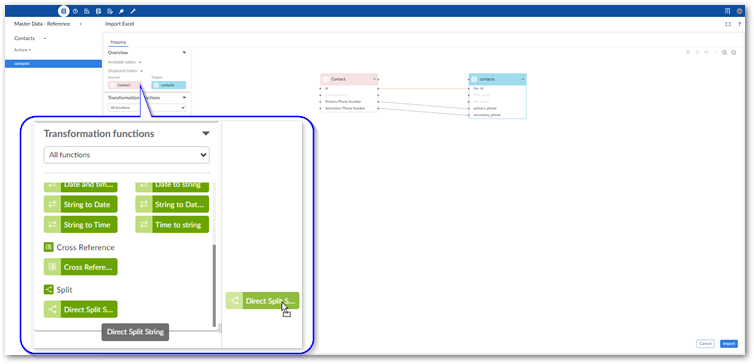 Master Data - Reference
Import Excel
Contacts
Actions
contacts
Mapping
Overview
Available tables
Displayed tables
Source
Target
Contact
contacts
Transformation functions
All functions
Contact
id
Primary Phone Number
Secondary Phone Number
contacts
primary_phone
secondary_phone
Transformation functions
All functions
Date and tim...
Date to string
String to Date
String to Dat...
String to Time
Time to string
Cross Reference
Cross Refere...
Split
Direct Split S...
Direct Split S...
Direct Split String
Cancel
Import